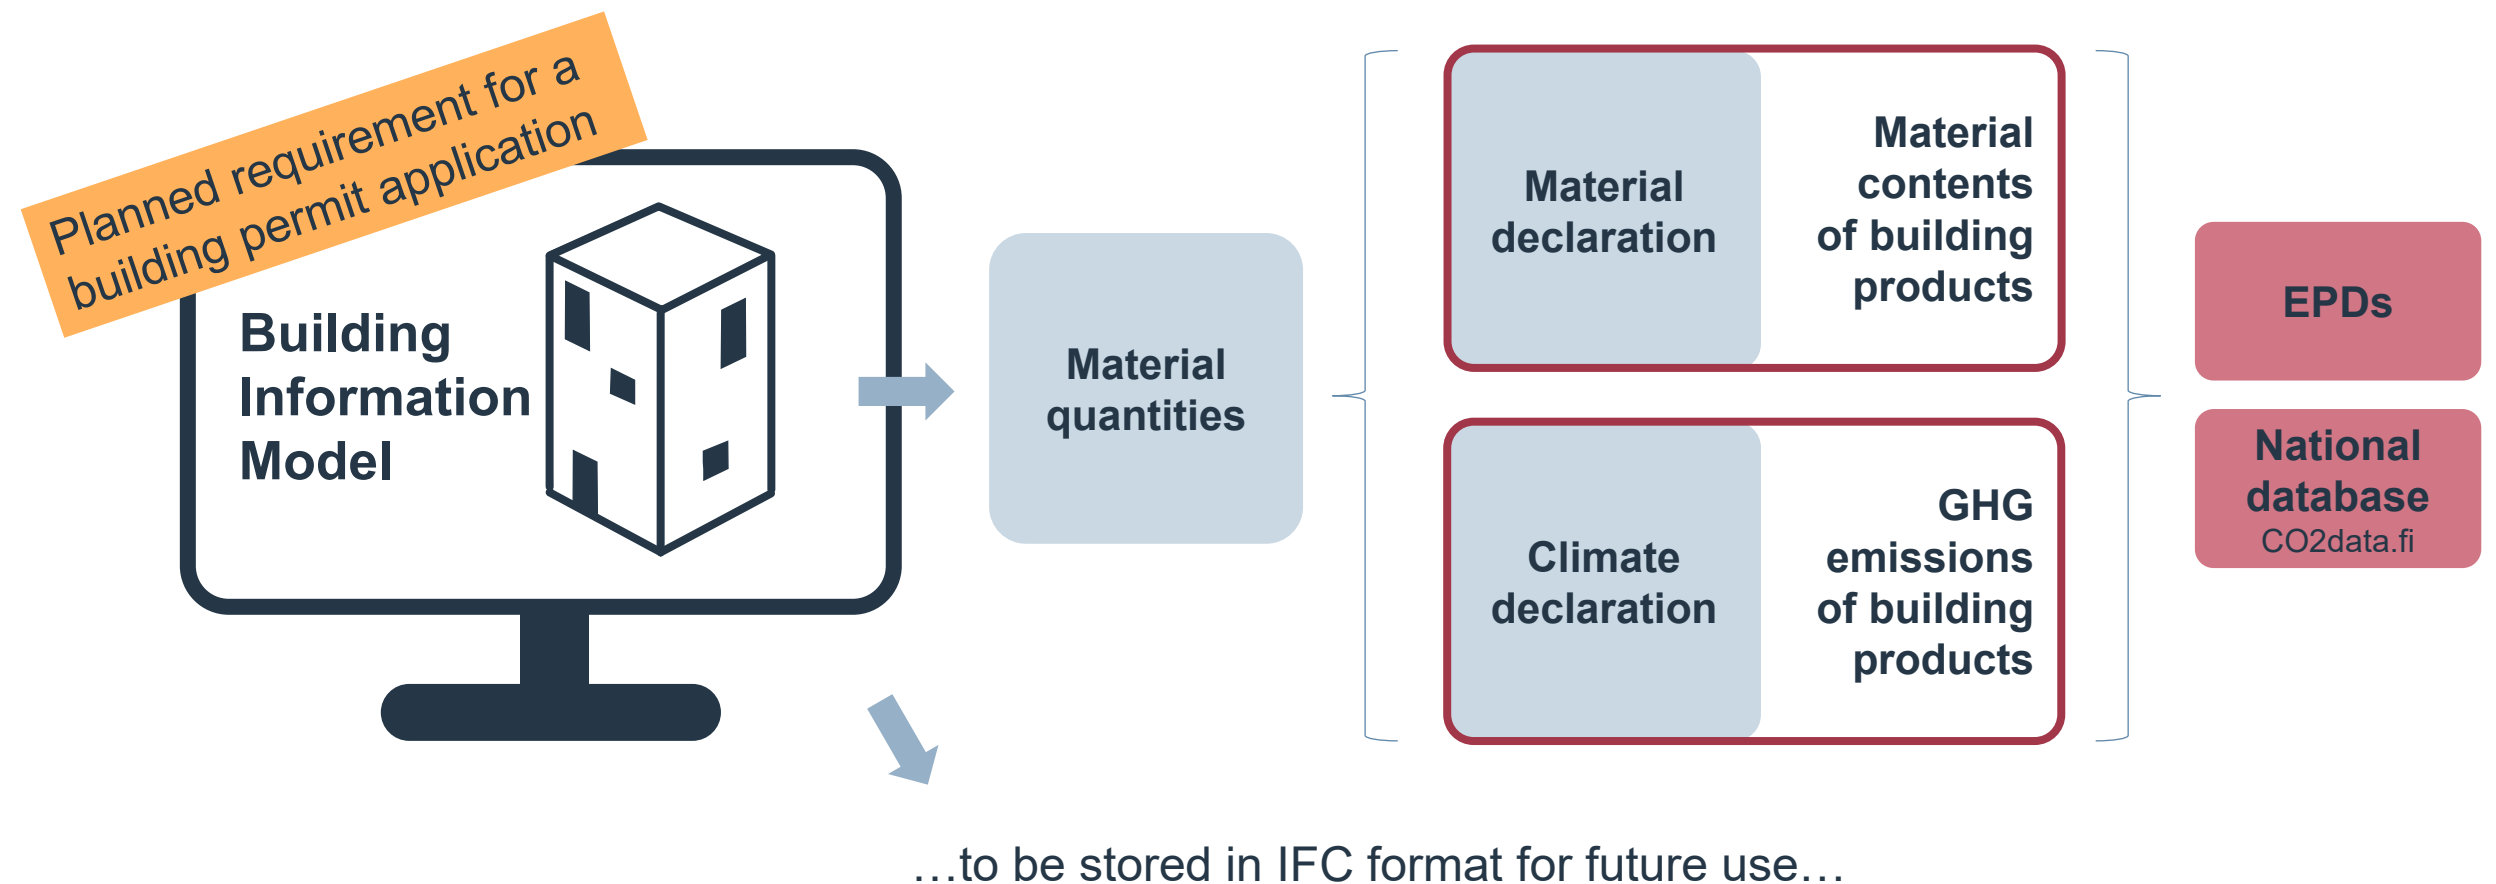 Planned requirement for a
building permit application
Building
Information
Model
Material
quantities
Material
declaration
Material
contents
of building
products
Climate
declaration
GHG
emissions
of building
products
EPDs
National
database
CO2data.fi
…to be stored in IFC format for future use…